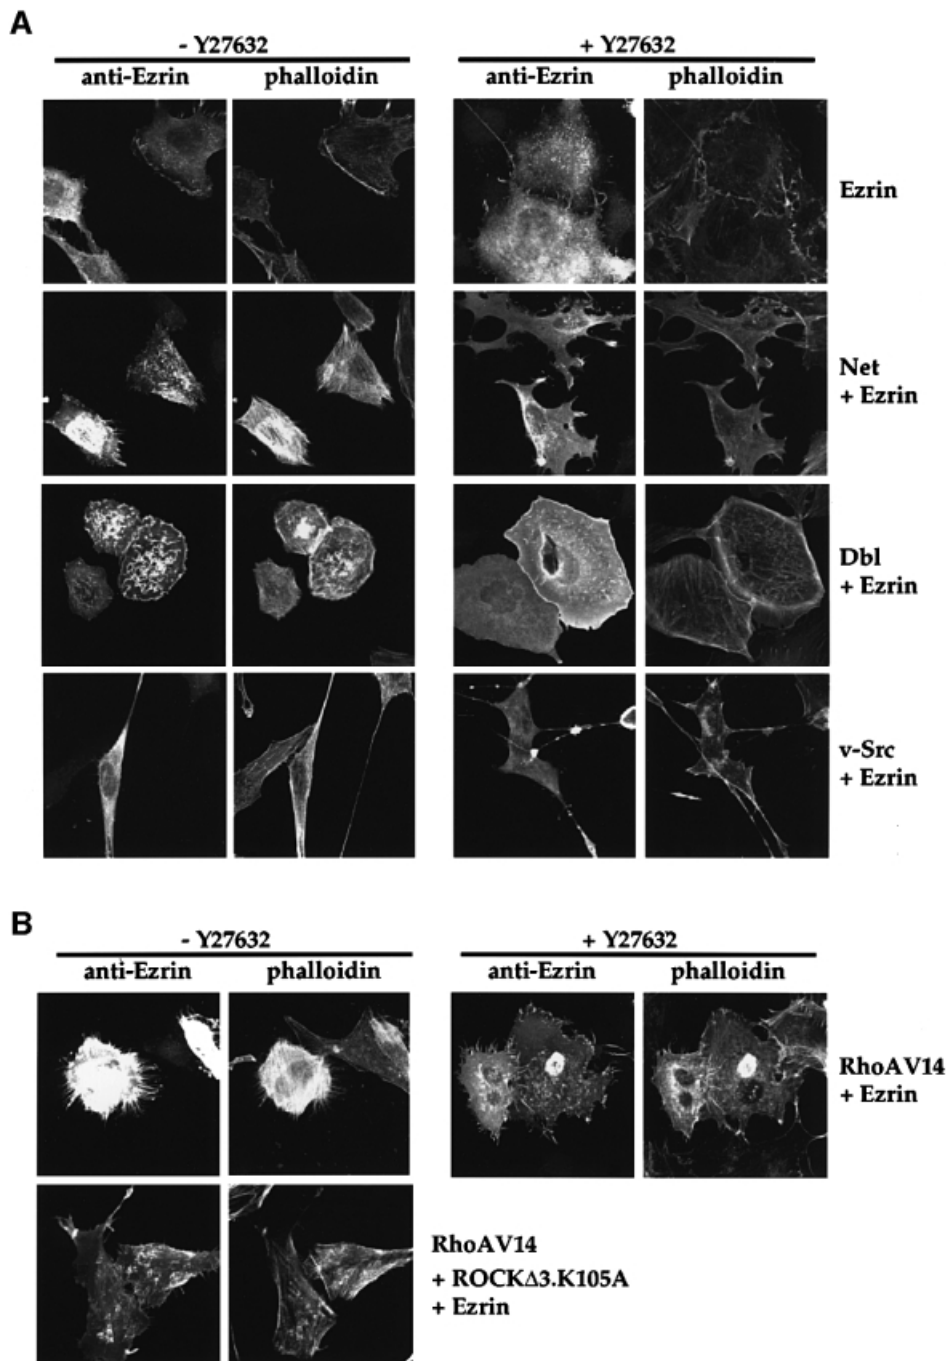 A
- Y27632 + Y27632
anti-Ezrin phalloidin anti-Ezrin phalloidin
Ezrin
Net
+ Ezrin
Dbl
+ Ezrin
v-Src
+ Ezrin
B
- Y27632 + Y27632
anti-Ezrin phalloidin anti-Ezrin phalloidin
RhoAV14
+ Ezrin
RhoAV14
+ ROCKΔ3.K105A
+ Ezrin